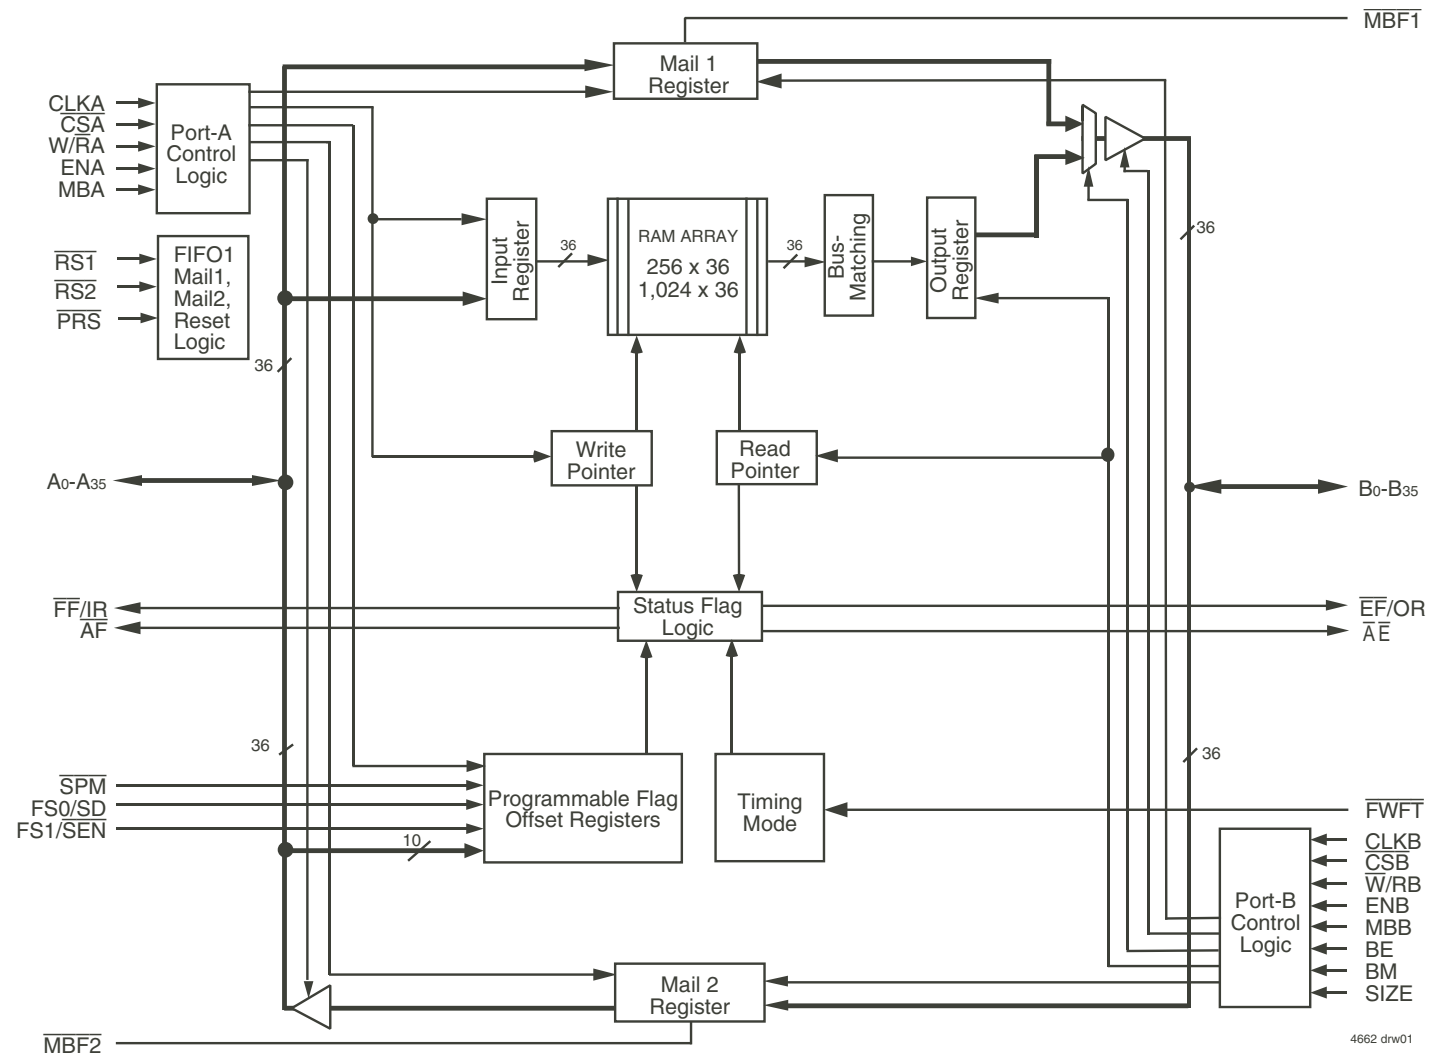 MBF1
Mail 1
Register
CLKA
CSA
W/RA
ENA
MBA
Port-A
Control
Logic
RS1
RS2
PRS
FIFO1
Mail1,
Mail2,
Reset
Logic
36
Input
Register
36
RAM ARRAY
256 x 36
1,024 x 36
36
Bus-
Matching
Output
Register
36
Write
Pointer
Read
Pointer
A0-A35
B0-B35
FF/IR
AF
Status Flag
Logic
EF/OR
AE
36
36
SPM
FS0/SD
FS1/SEN
10
Programmable Flag
Offset Registers
Timing
Mode
FWFT
Port-B
Control
Logic
CLKB
CSB
W/RB
ENB
MBB
BE
BM
SIZE
Mail 2
Register
MBF2
4662 drw01